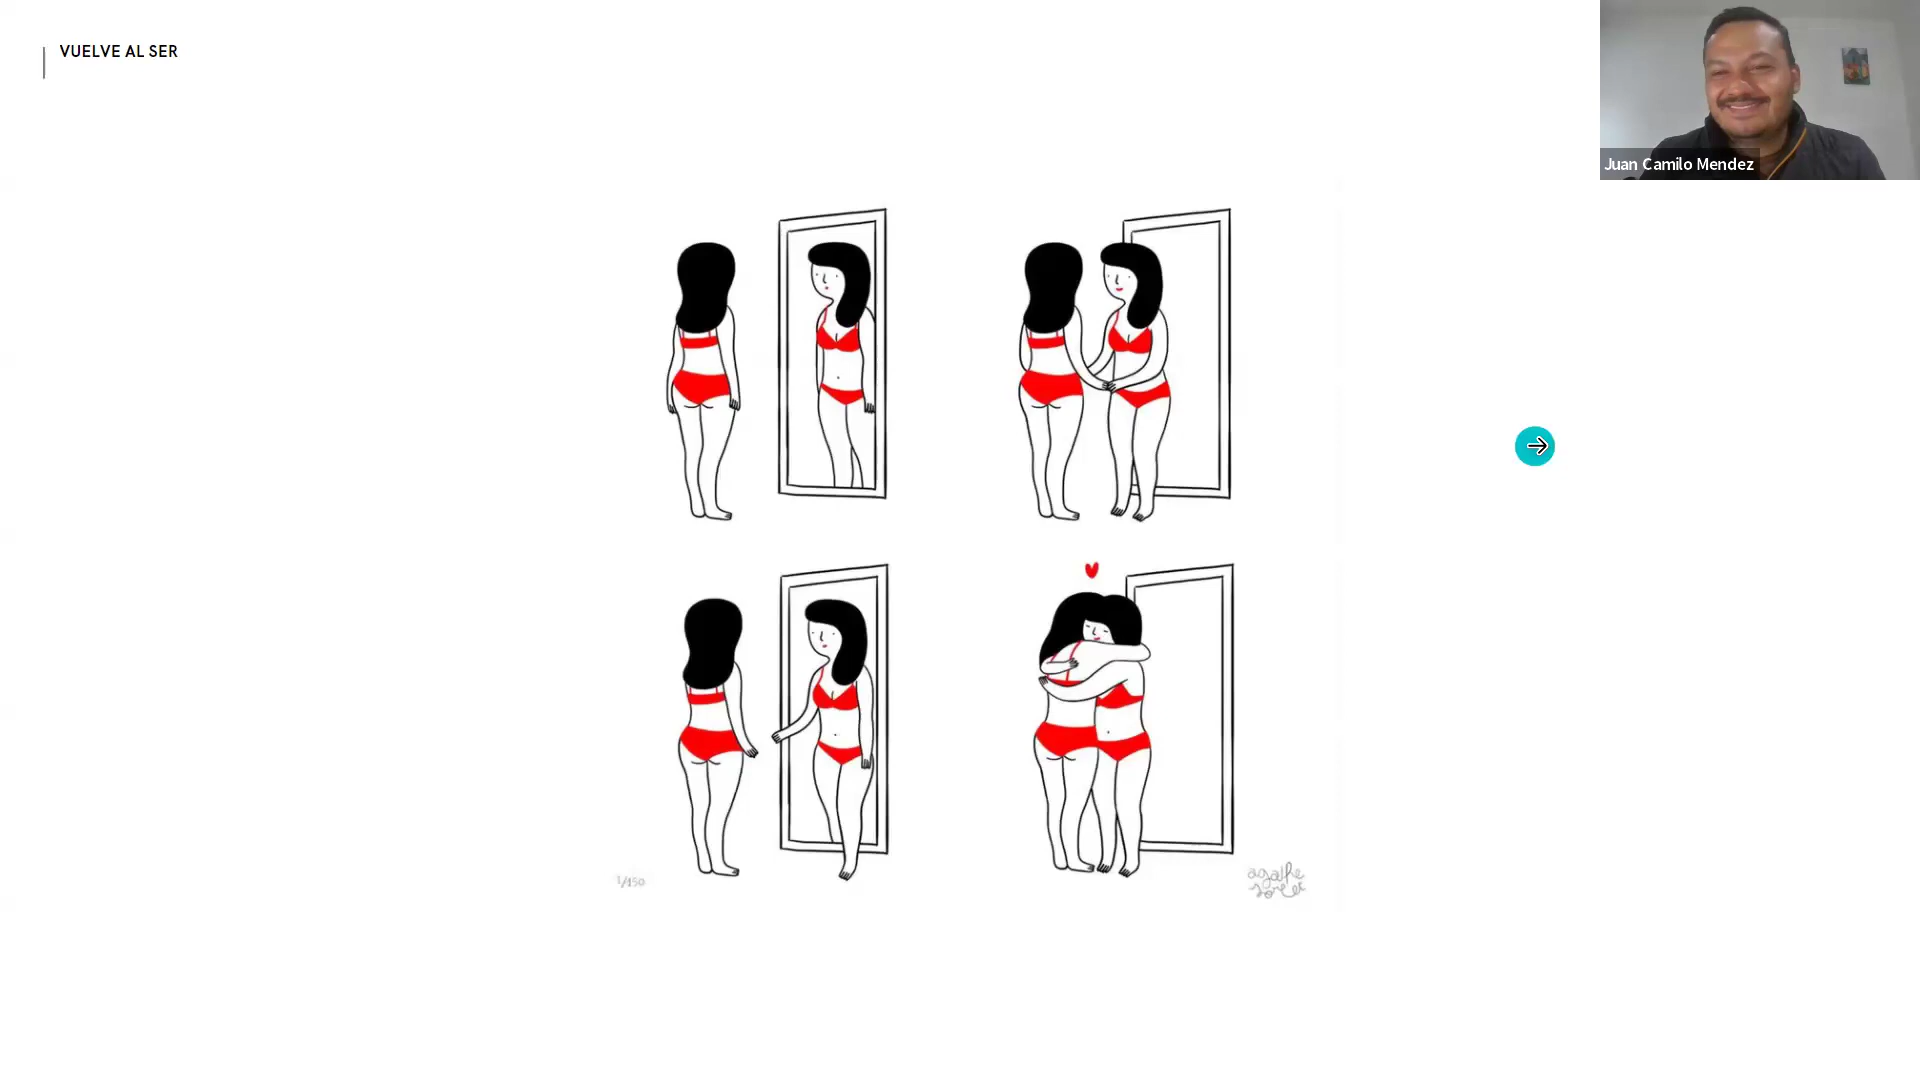 VUELVE AL SER
Juan Camilo Mendez
1/150
agathe
sorlet